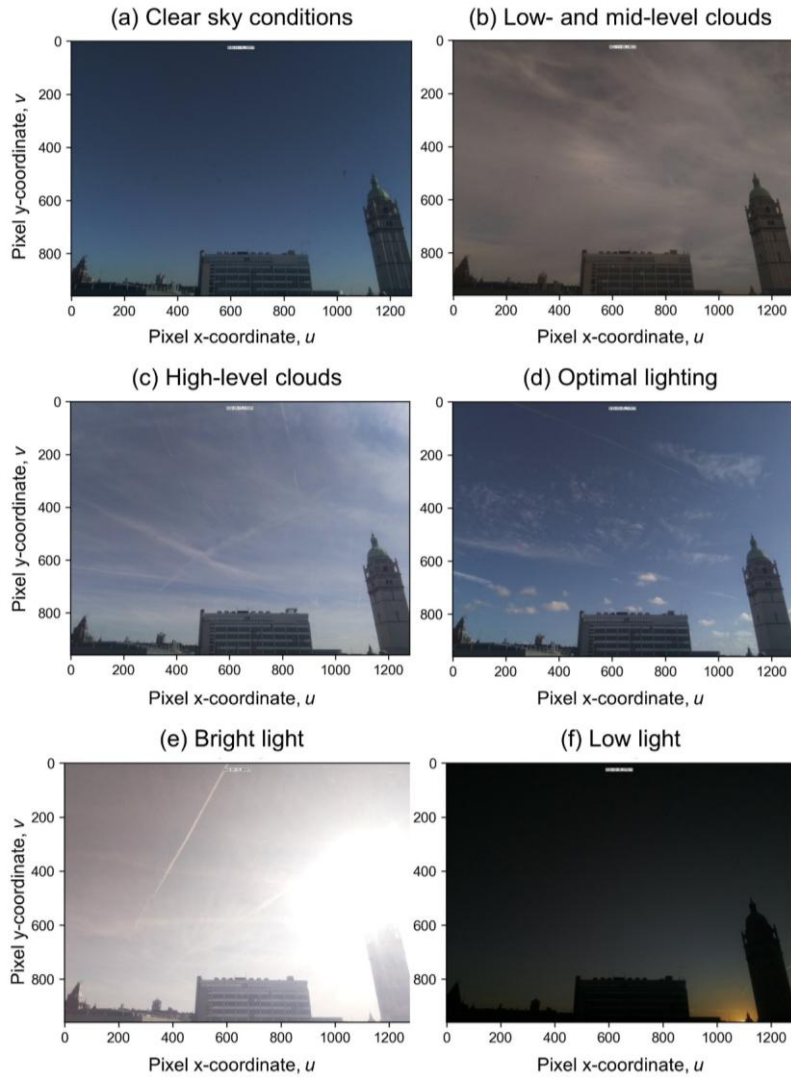 (a) Clear sky conditions
(b) Low- and mid-level clouds
Pixel y-coordinate, v
0
200
400
600
800
0 200 400 600 800 1000 1200
0
200
400
600
800
0 200 400 600 800 1000 1200
Pixel x-coordinate, u
Pixel x-coordinate, u
(c) High-level clouds
(d) Optimal lighting
Pixel y-coordinate, v
0
200
400
600
800
0 200 400 600 800 1000 1200
0
200
400
600
800
0 200 400 600 800 1000 1200
Pixel x-coordinate, u
Pixel x-coordinate, u
(e) Bright light
(f) Low light
Pixel y-coordinate, v
0
200
400
600
800
0 200 400 600 800 1000 1200
0
200
400
600
800
0 200 400 600 800 1000 1200
Pixel x-coordinate, u
Pixel x-coordinate, u